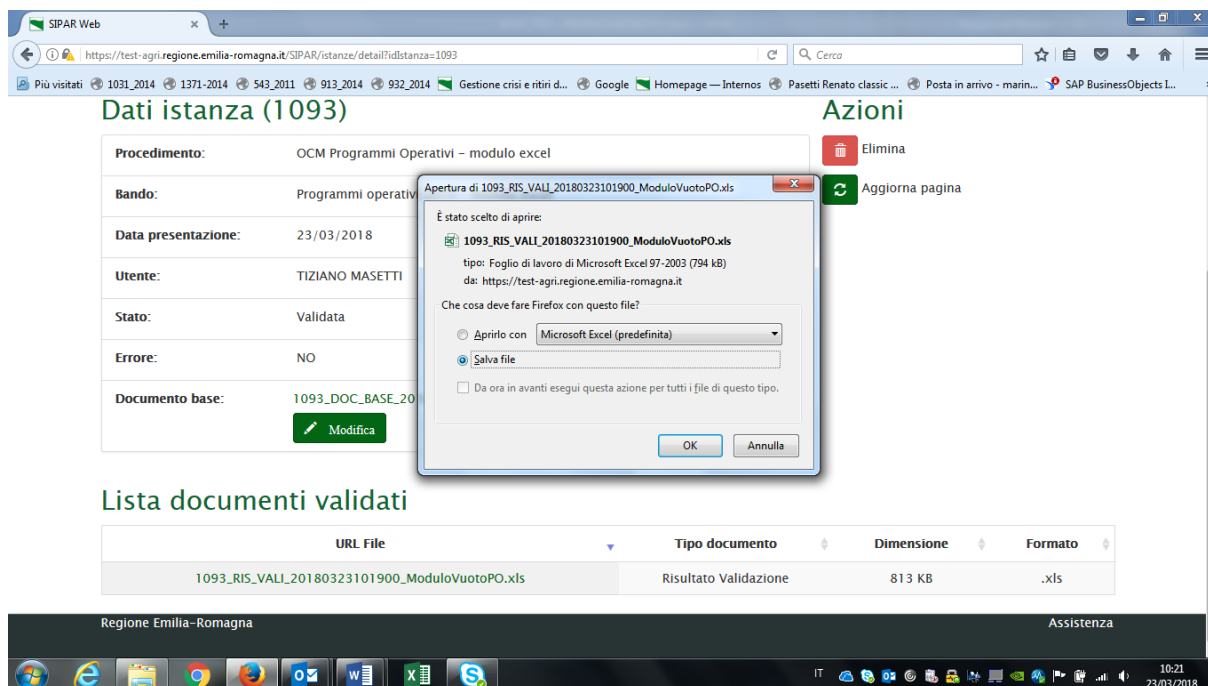 SIPAR Web
https://test-agri.regione.emilia-romagna.it/SIPAR/istanze/detail?idIstanza=1093
Cerca
Più visitati 1031_2014 1371-2014 543_2011 913_2014 932_2014 Gestione crisi e ritiri d... Google Homepage — Internos Pasetti Renato classic ... Posta in arrivo - marin... SAP BusinessObjects I...
Dati istanza (1093)
Azioni
Procedimento: OCM Programmi Operativi – modulo excel
Elimina
Bando: Programmi operativi
Aggiorna pagina
Data presentazione: 23/03/2018
Utente: TIZIANO MASETTI
Stato: Validata
Errore: NO
Documento base: 1093_DOC_BASE_20
Modifica
Apertura di 1093_RIS_VALI_20180323101900_ModuloVuotoPO.xls
È stato scelto di aprire:
1093_RIS_VALI_20180323101900_ModuloVuotoPO.xls
tipo: Foglio di lavoro di Microsoft Excel 97-2003 (794 kB)
da: https://test-agri.regione.emilia-romagna.it
Che cosa deve fare Firefox con questo file?
Aprirlo con Microsoft Excel (predefinita)
Salva file
Da ora in avanti esegui questa azione per tutti i file di questo tipo.
OK Annulla
Lista documenti validati
URL File Tipo documento Dimensione Formato
1093_RIS_VALI_20180323101900_ModuloVuotoPO.xls Risultato Validazione 813 KB .xls
Regione Emilia-Romagna Assistenza
IT
10:21
23/03/2018